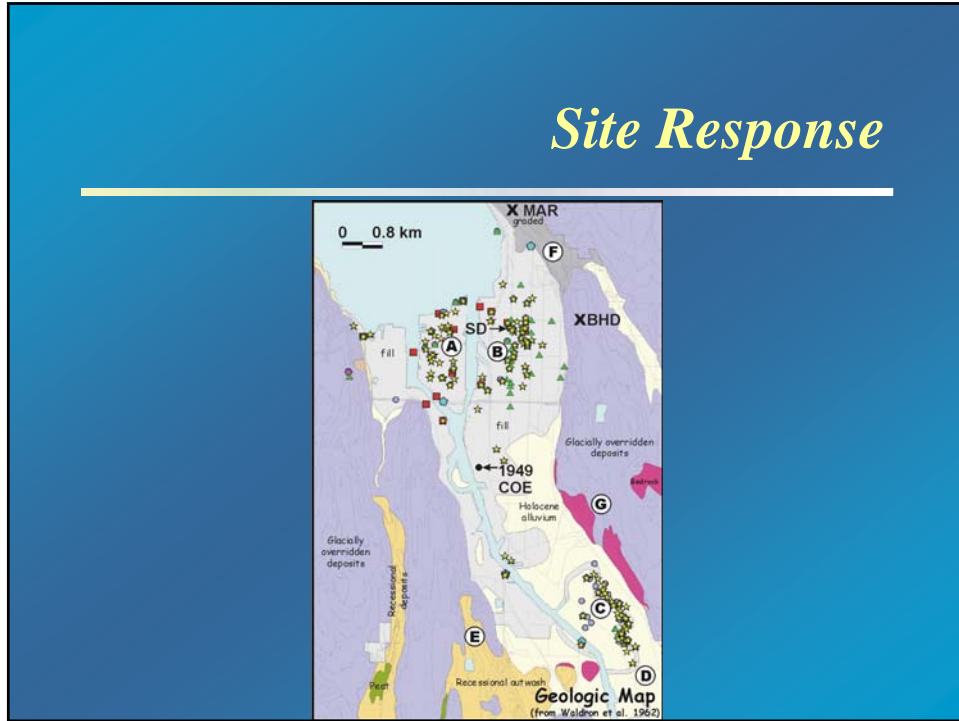 Site Response
X MAR
graded
0 0.8 km
F
XBHD
SD
A
B
fill
fill
Glacially overridden
deposits
Bedrock
1949
COE
G
Holocene
alluvium
Glacially
overridden
deposits
Recessional
deposits
C
E
D
Peat
Recessional outwash
Geologic Map
(from Waldron et al. 1962)